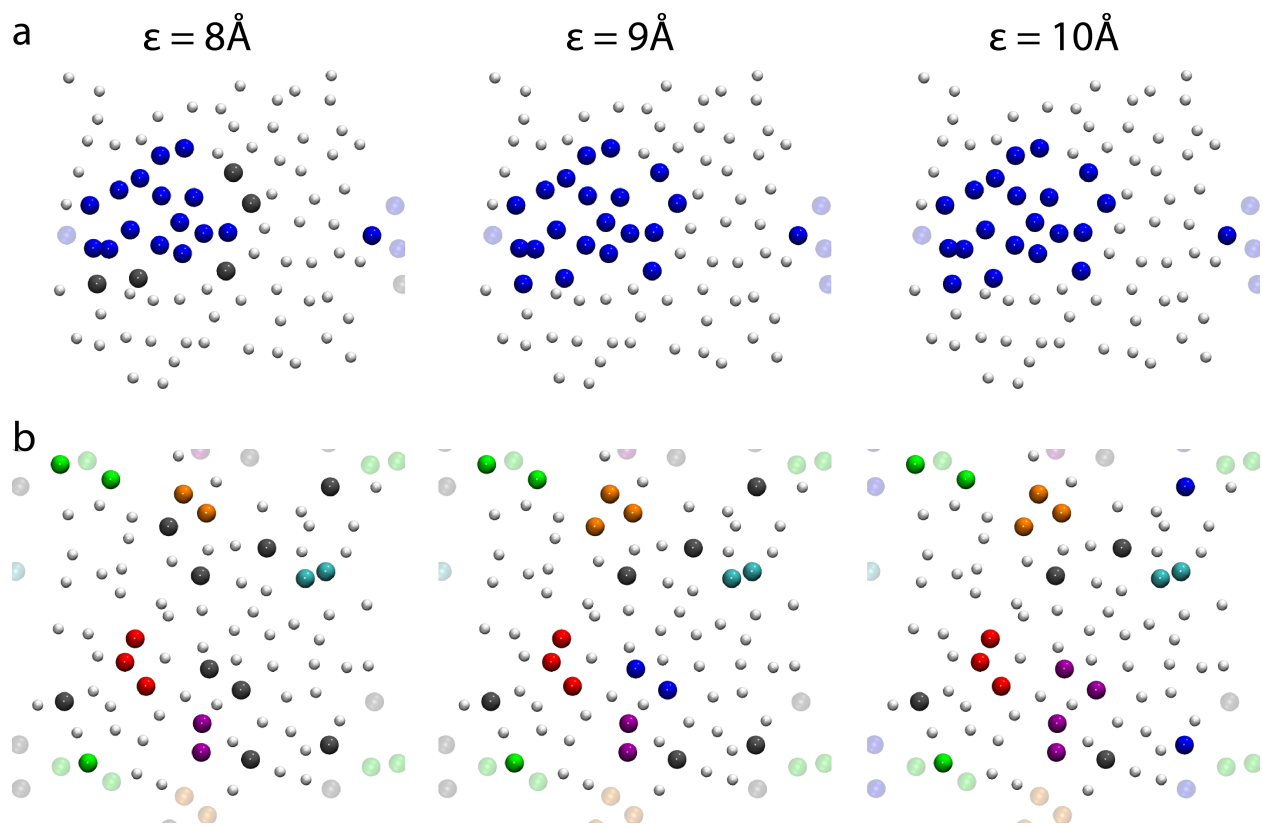 a
ε = 8Å
ε = 9Å
ε = 10Å
b